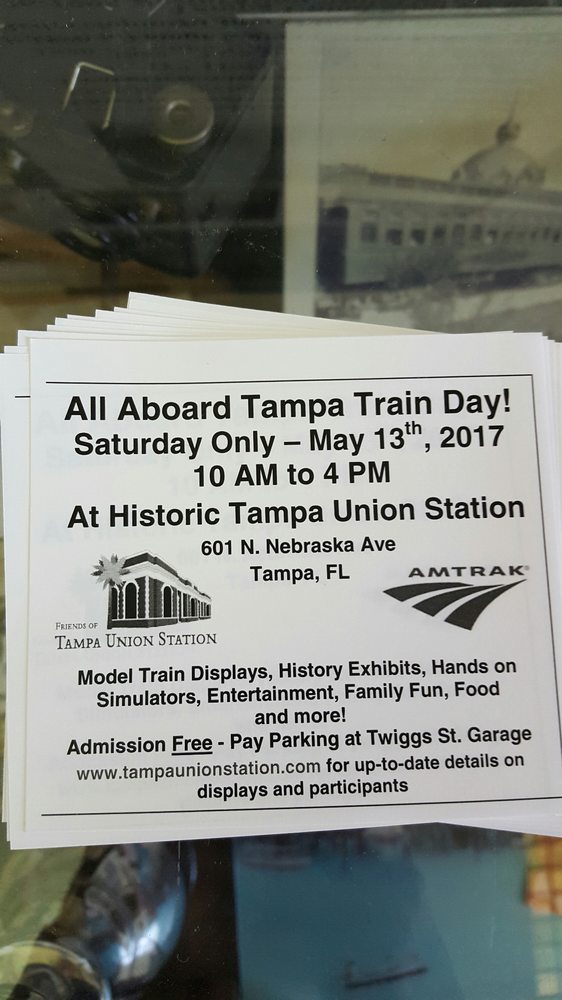 All Aboard Tampa Train Day!
Saturday Only – May 13th, 2017
10 AM to 4 PM
At Historic Tampa Union Station
601 N. Nebraska Ave
Tampa, FL
FRIENDS OF
TAMPA UNION STATION
AMTRAK®
Model Train Displays, History Exhibits, Hands on
Simulators, Entertainment, Family Fun, Food
and more!
Admission Free - Pay Parking at Twiggs St. Garage
www.tampaunionstation.com for up-to-date details on
displays and participants